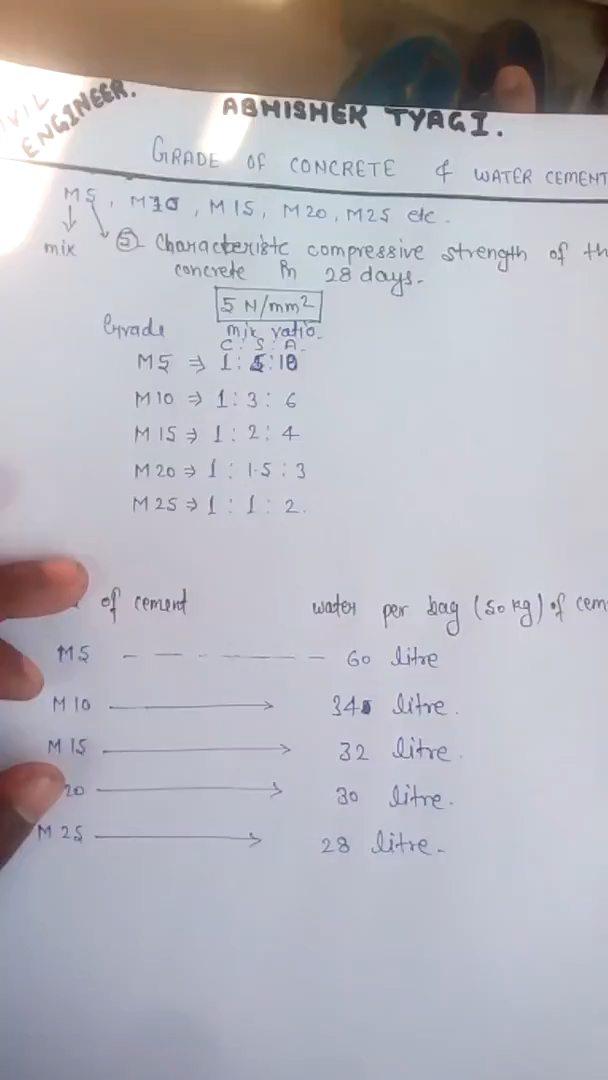 CIVIL
ENGINEER.
ABHISHEK TYAGI.
GRADE OF CONCRETE & WATER CEMENT
M5, M10, M15, M20, M25 etc.
mix
5 Characteristc compressive strength of th
concrete in 28 days.
5 N/mm²
Grade mix ratio.
C : S : A.
M5 ⇒ 1 : 5 : 10
M10 ⇒ 1 : 3 : 6
M15 ⇒ 1 : 2 : 4
M20 ⇒ 1 : 1.5 : 3
M25 ⇒ 1 : 1 : 2.
of cement water per bag (50 kg) of cem
M5 - - - - 60 litre
M10 → 34 litre.
M15 → 32 litre.
20 → 30 litre.
M25 → 28 litre.